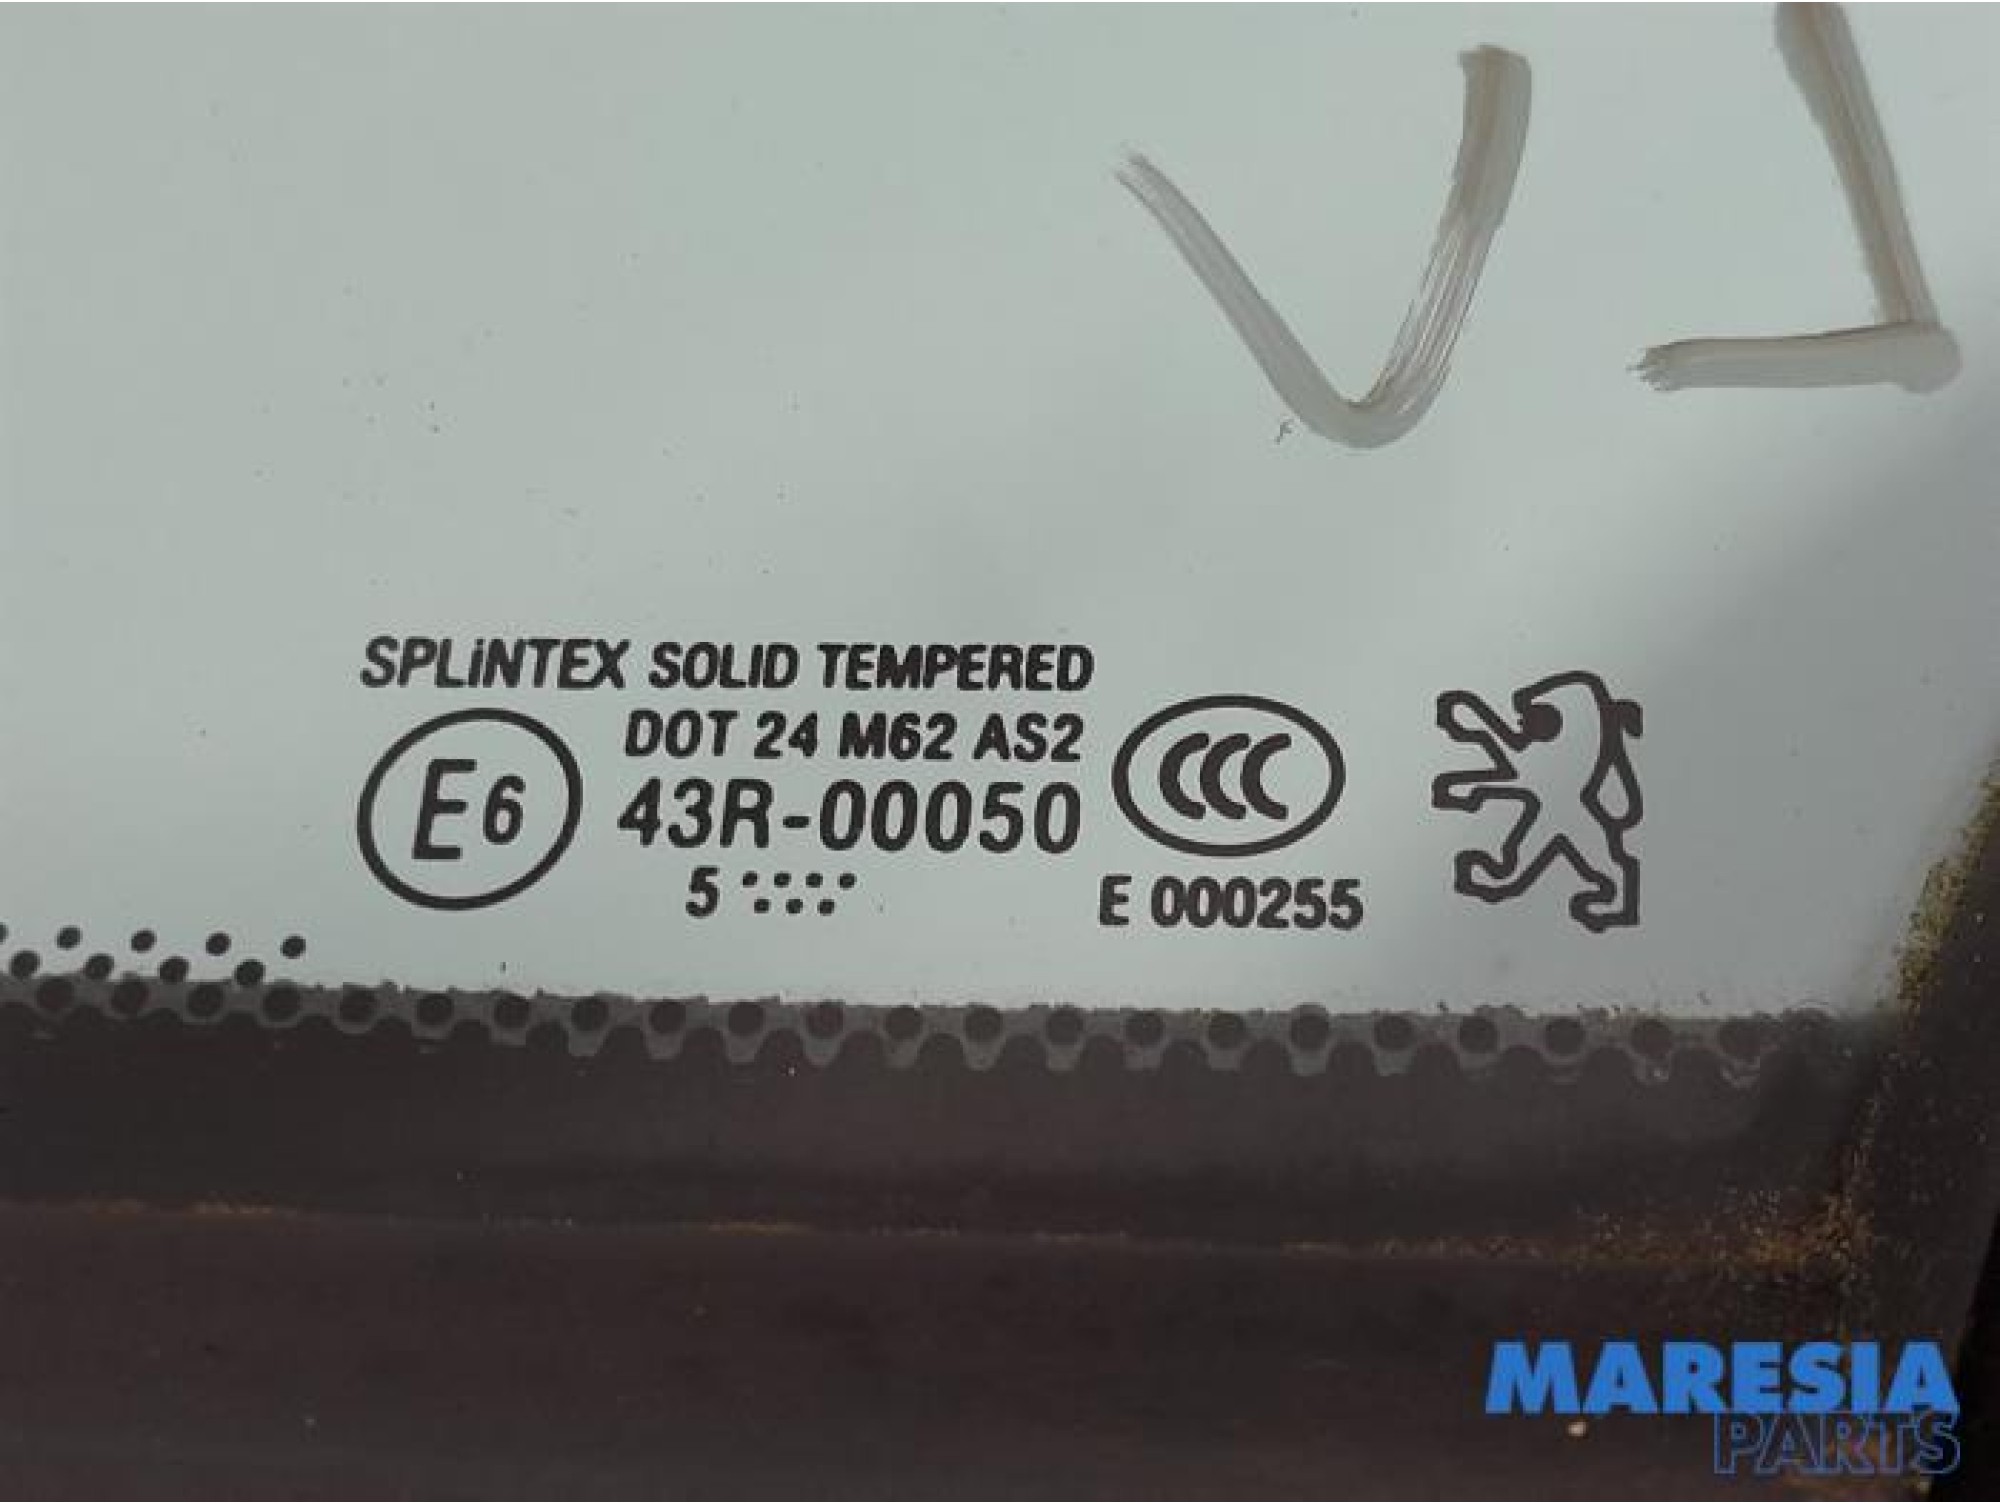 SPLiNTEX SOLID TEMPERED
DOT 24 M62 AS2
E6
43R-00050
CCC
5
E 000255
MARESIA
PARTS